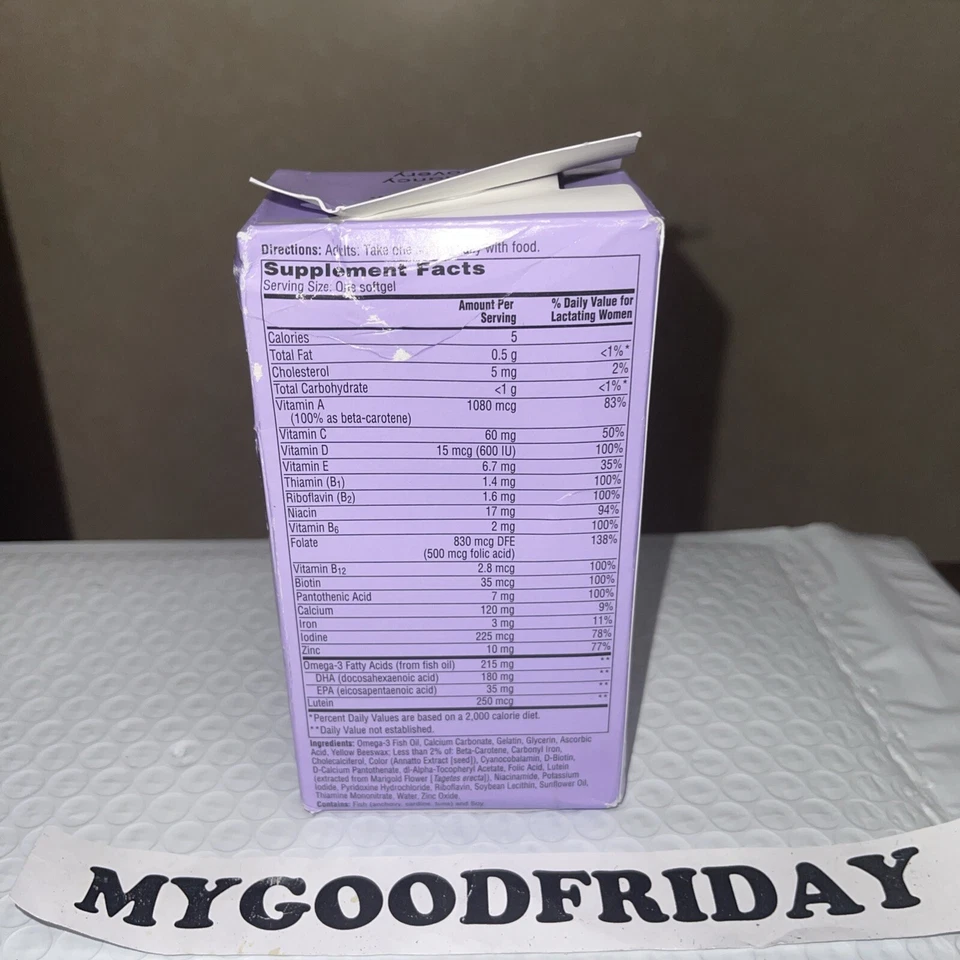 Directions: Adults: Take one with food.
Supplement Facts
Serving Size: One softgel
Amount Per Serving % Daily Value for Lactating Women
Calories 5
Total Fat 0.5 g <1%*
Cholesterol 5 mg 2%
Total Carbohydrate <1 g <1%*
Vitamin A 1080 mcg 83%
(100% as beta-carotene)
Vitamin C 60 mg 50%
Vitamin D 15 mcg (600 IU) 100%
Vitamin E 6.7 mg 35%
Thiamin (B1) 1.4 mg 100%
Riboflavin (B2) 1.6 mg 100%
Niacin 17 mg 94%
Vitamin B6 2 mg 100%
Folate 830 mcg DFE 138%
(500 mcg folic acid)
Vitamin B12 2.8 mcg 100%
Biotin 35 mcg 100%
Pantothenic Acid 7 mg 100%
Calcium 120 mg 9%
Iron 3 mg 11%
Iodine 225 mcg 78%
Zinc 10 mg 77%
Omega-3 Fatty Acids (from fish oil) 215 mg **
DHA (docosahexaenoic acid) 180 mg **
EPA (eicosapentaenoic acid) 35 mg **
Lutein 250 mcg **
*Percent Daily Values are based on a 2,000 calorie diet.
**Daily Value not established.
Ingredients: Omega-3 Fish Oil, Calcium Carbonate, Gelatin, Glycerin, Ascorbic
Acid, Yellow Beeswax; Less than 2% of: Beta-Carotene, Carbonyl Iron,
Cholecalciferol, Color (Annatto Extract [seed]), Cyanocobalamin, D-Biotin,
D-Calcium Pantothenate, dl-Alpha-Tocopheryl Acetate, Folic Acid, Lutein
(extracted from Marigold Flower [Tagetes erecta]), Niacinamide, Potassium
Iodide, Pyridoxine Hydrochloride, Riboflavin, Soybean Lecithin, Sunflower Oil,
Thiamine Mononitrate, Water, Zinc Oxide.
Contains: Fish (anchovy, sardine, tuna) and Soy.
MYGOODFRIDAY